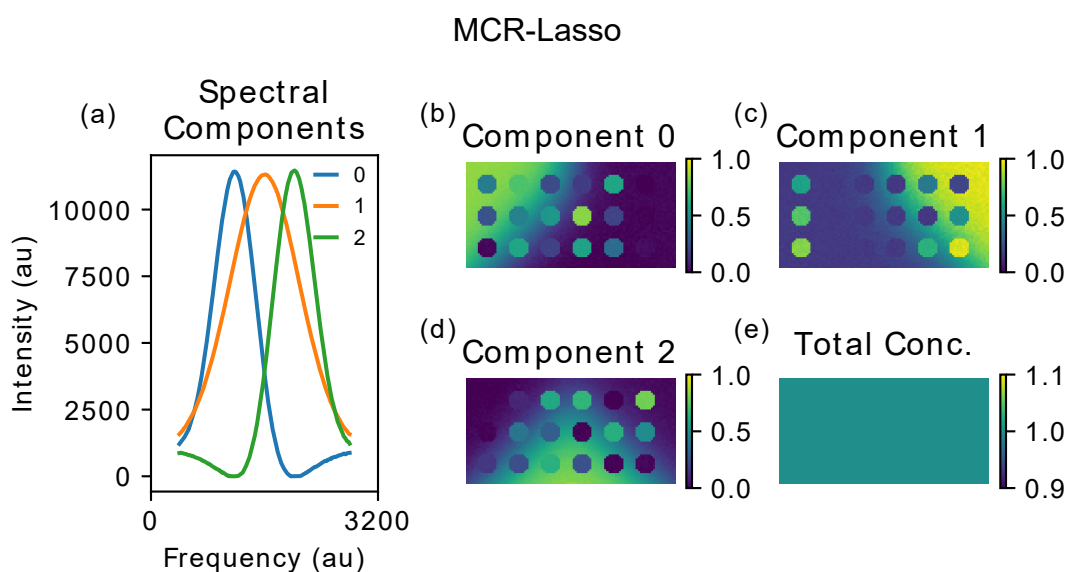 MCR-Lasso
(a)
Spectral
Components
0
1
2
10000
7500
5000
2500
0
Intensity (au)
0
3200
Frequency (au)
(b)
Component 0
1.0
0.5
0.0
(c)
Component 1
1.0
0.5
0.0
(d)
Component 2
1.0
0.5
0.0
(e)
Total Conc.
1.1
1.0
0.9